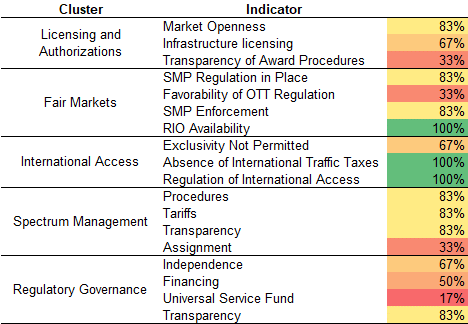 Cluster Indicator
Licensing and Authorizations
Market Openness 83%
Infrastructure licensing 67%
Transparency of Award Procedures 33%
Fair Markets
SMP Regulation in Place 83%
Favorability of OTT Regulation 33%
SMP Enforcement 83%
RIO Availability 100%
International Access
Exclusivity Not Permitted 67%
Absence of International Traffic Taxes 100%
Regulation of International Access 100%
Spectrum Management
Procedures 83%
Tariffs 83%
Transparency 83%
Assignment 33%
Regulatory Governance
Independence 67%
Financing 50%
Universal Service Fund 17%
Transparency 83%